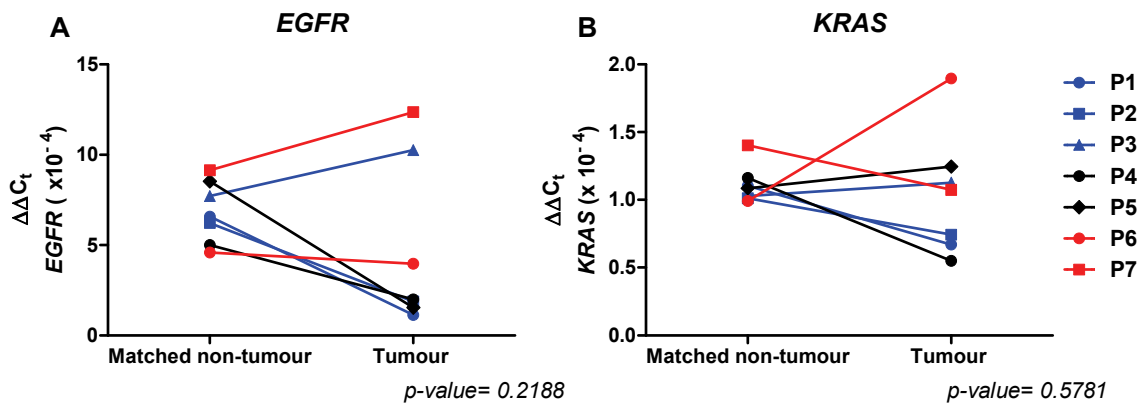 A
EGFR
ΔΔCt
EGFR ( x10⁻⁴)
15
10
5
0
Matched non-tumour
Tumour
p-value= 0.2188
B
KRAS
ΔΔCt
KRAS (x 10⁻⁴)
2.0
1.5
1.0
0.5
0.0
Matched non-tumour
Tumour
p-value= 0.5781
P1
P2
P3
P4
P5
P6
P7